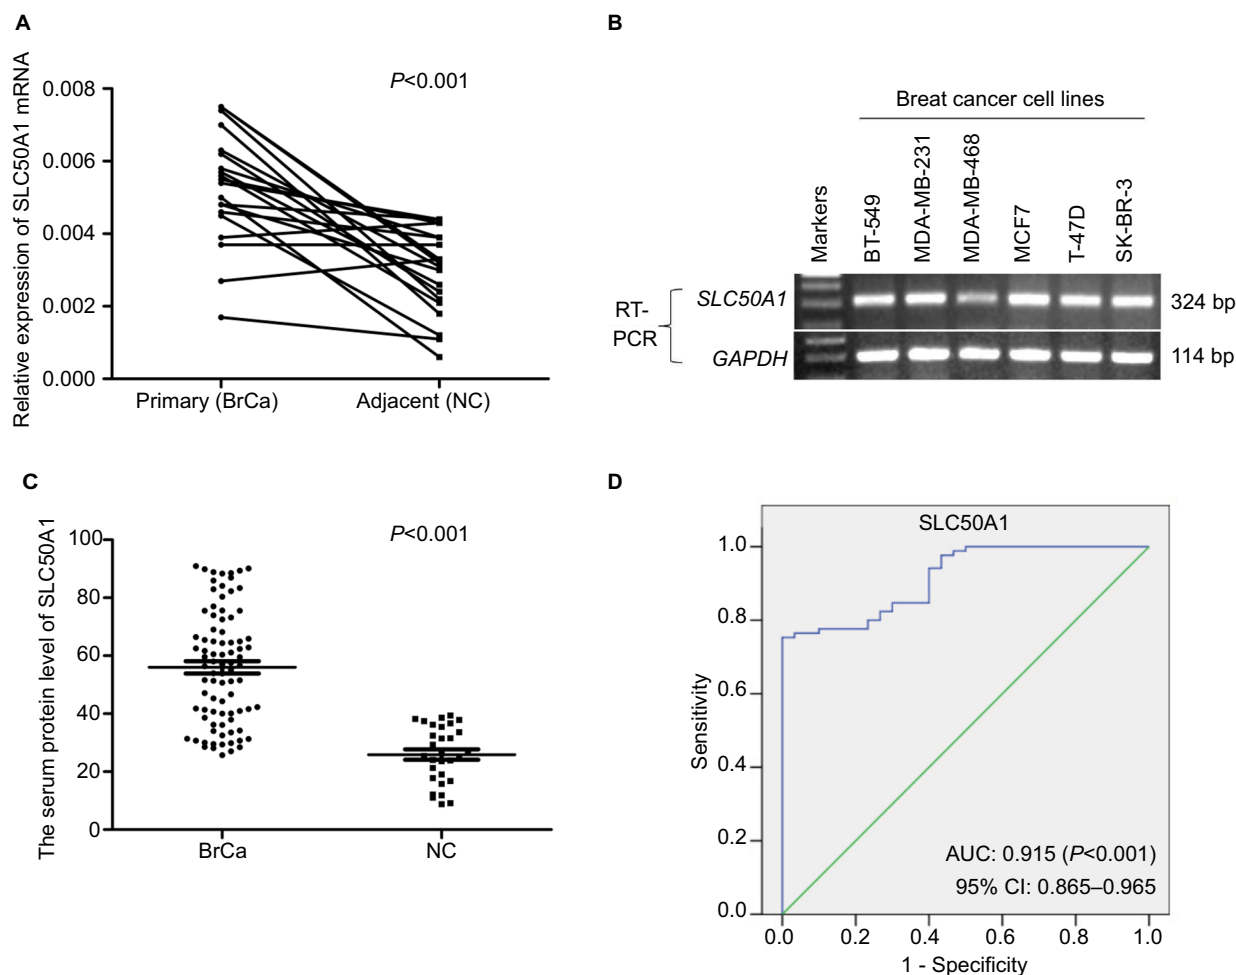 A
Relative expression of SLC50A1 mRNA
P<0.001
0.008
0.006
0.004
0.002
0.000
Primary (BrCa)
Adjacent (NC)
B
Breat cancer cell lines
Markers
BT-549
MDA-MB-231
MDA-MB-468
MCF7
T-47D
SK-BR-3
RT-
PCR
SLC50A1
324 bp
GAPDH
114 bp
C
The serum protein level of SLC50A1
P<0.001
100
80
60
40
20
0
BrCa
NC
D
SLC50A1
Sensitivity
1.0
0.8
0.6
0.4
0.2
0.0
AUC: 0.915 (P<0.001)
95% CI: 0.865–0.965
0.0
0.2
0.4
0.6
0.8
1.0
1 - Specificity